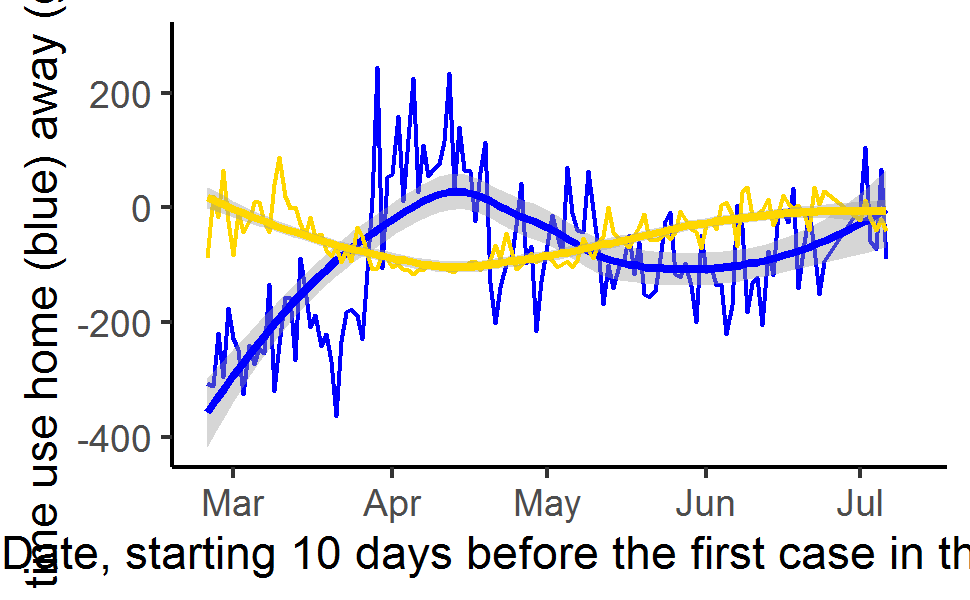 time use home (blue) away (
200
0
-200
-400
Mar Apr May Jun Jul
Date, starting 10 days before the first case in th